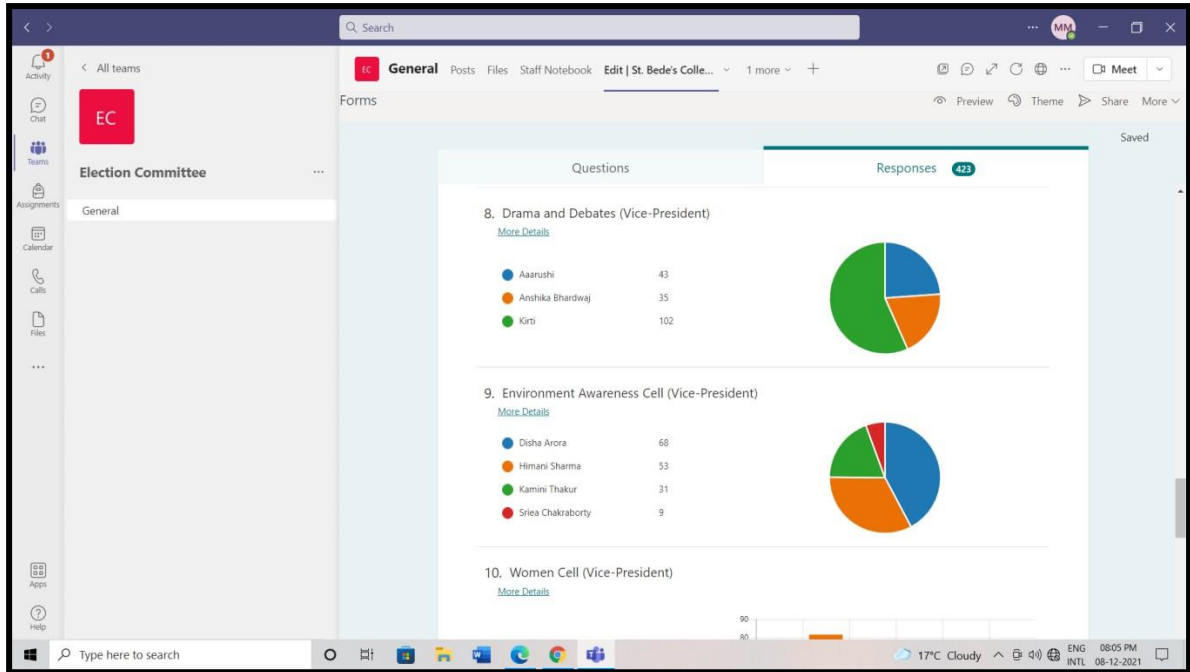 Search
MM
1
Activity
Chat
Teams
Assignments
Calendar
Calls
Files
Apps
Help
All teams
EC
Election Committee
General
EC General Posts Files Staff Notebook Edit | St. Bede's Colle... 1 more
Meet
Forms
Preview Theme Share More
Saved
Questions
Responses 423
8. Drama and Debates (Vice-President)
More Details
Aaarushi 43
Anshika Bhardwaj 35
Kirti 102
9. Environment Awareness Cell (Vice-President)
More Details
Disha Arora 68
Himani Sharma 53
Kamini Thakur 31
Sriea Chakraborty 9
10. Women Cell (Vice-President)
More Details
90
80
Type here to search
17°C Cloudy
ENG
INTL
08:05 PM
08-12-2021